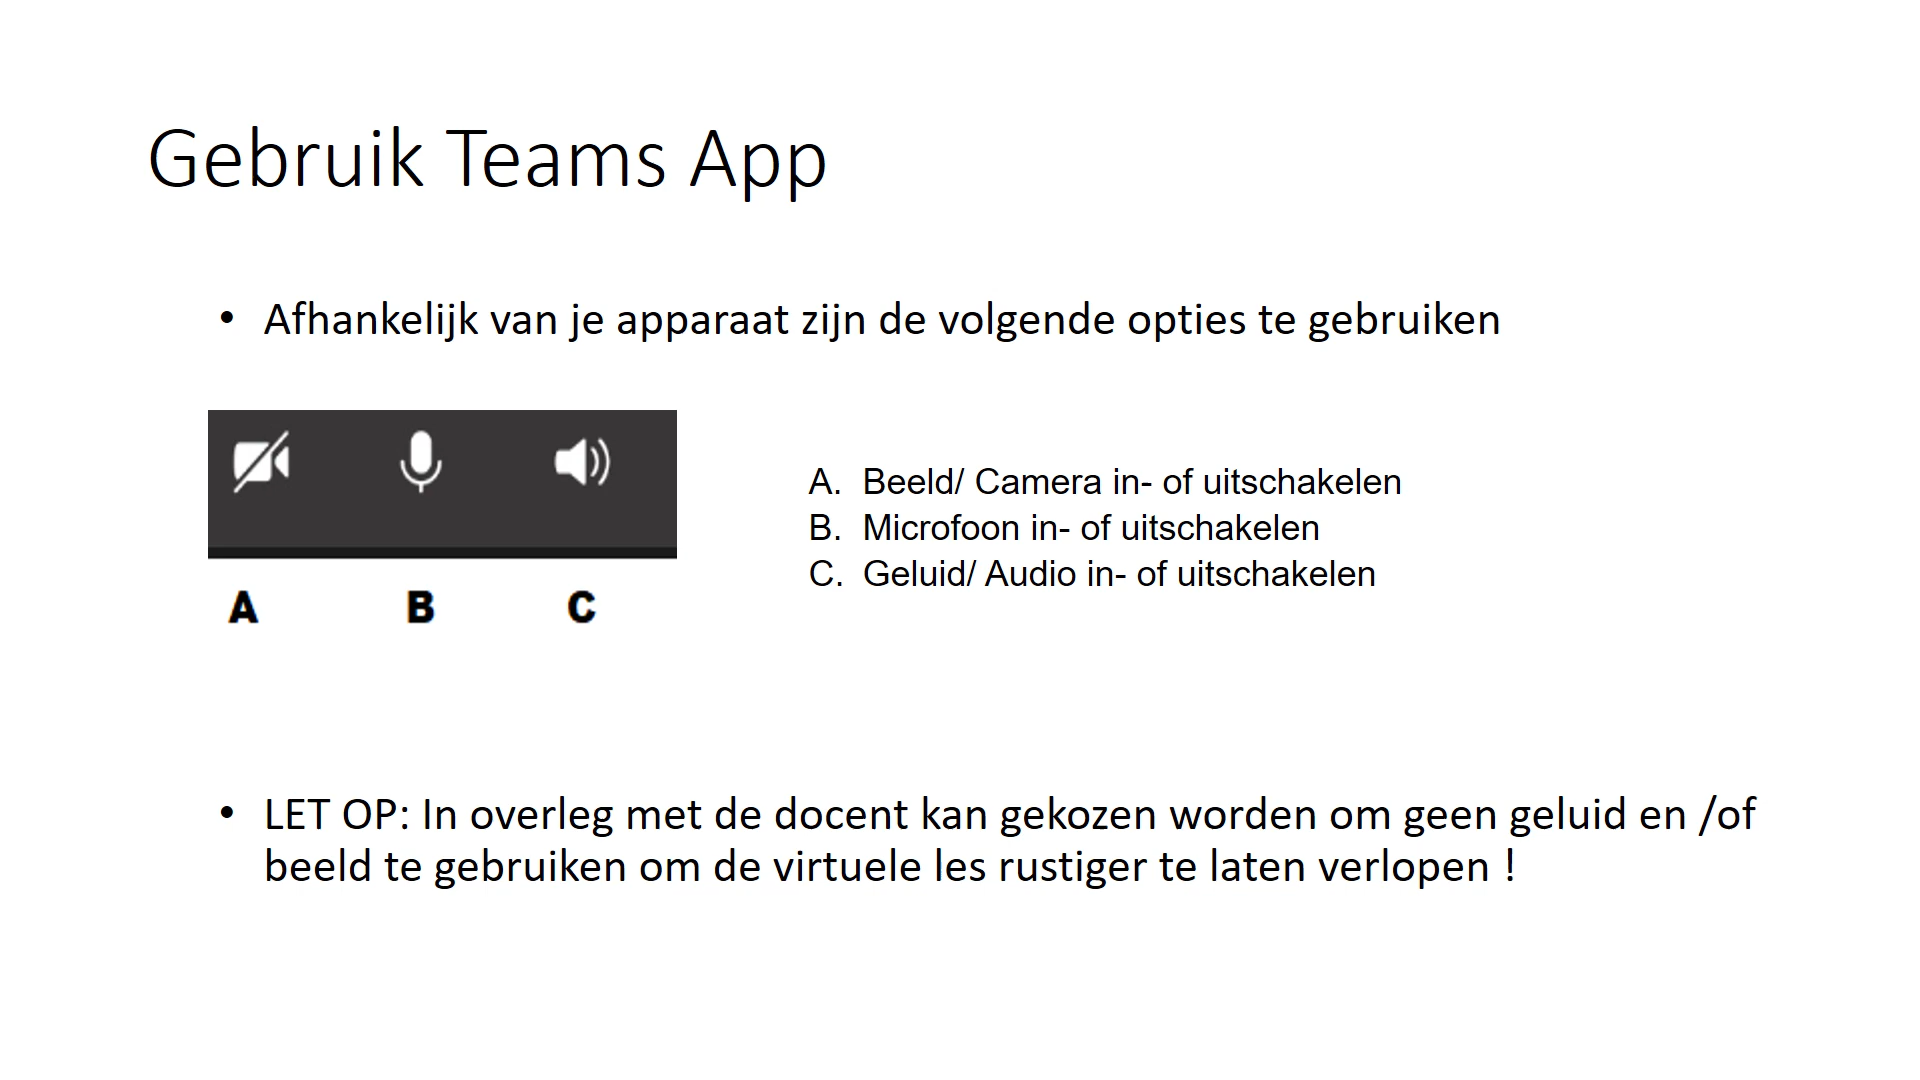 Gebruik Teams App
• Afhankelijk van je apparaat zijn de volgende opties te gebruiken
A B C
A. Beeld/ Camera in- of uitschakelen
B. Microfoon in- of uitschakelen
C. Geluid/ Audio in- of uitschakelen
• LET OP: In overleg met de docent kan gekozen worden om geen geluid en /of
beeld te gebruiken om de virtuele les rustiger te laten verlopen !